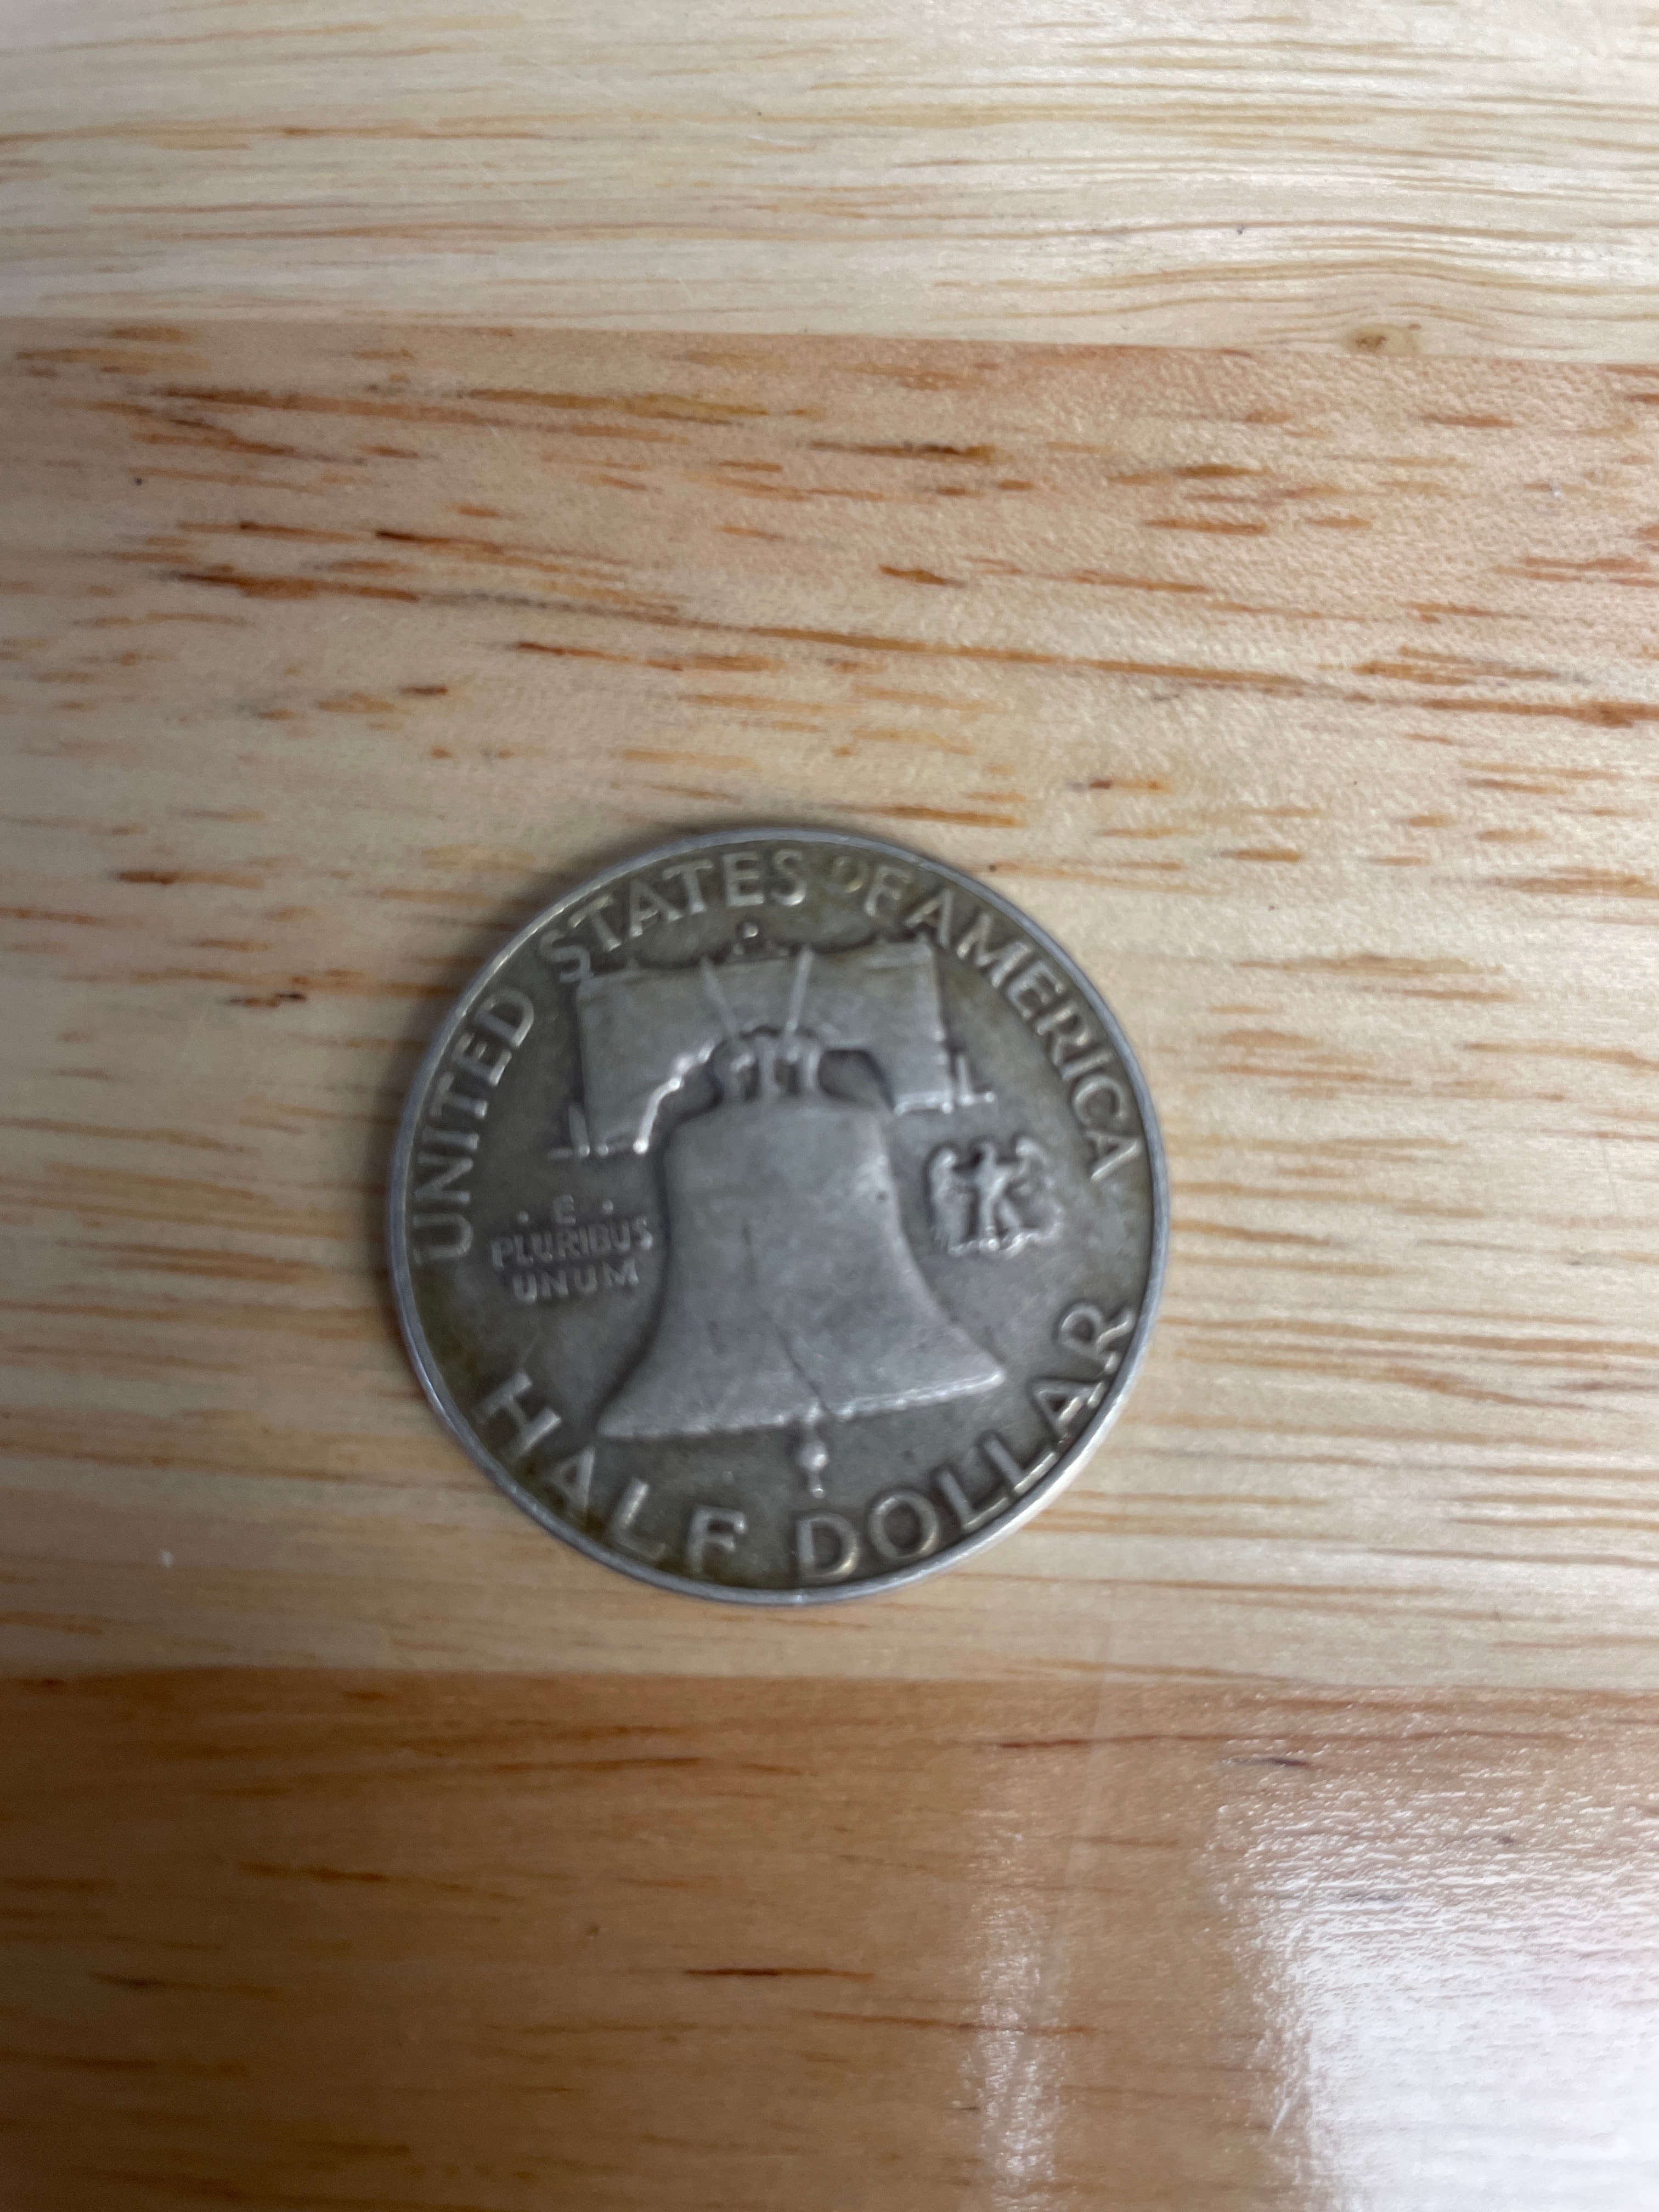 UNITED STATES OF AMERICA
· E ·
PLURIBUS
UNUM
HALF DOLLAR